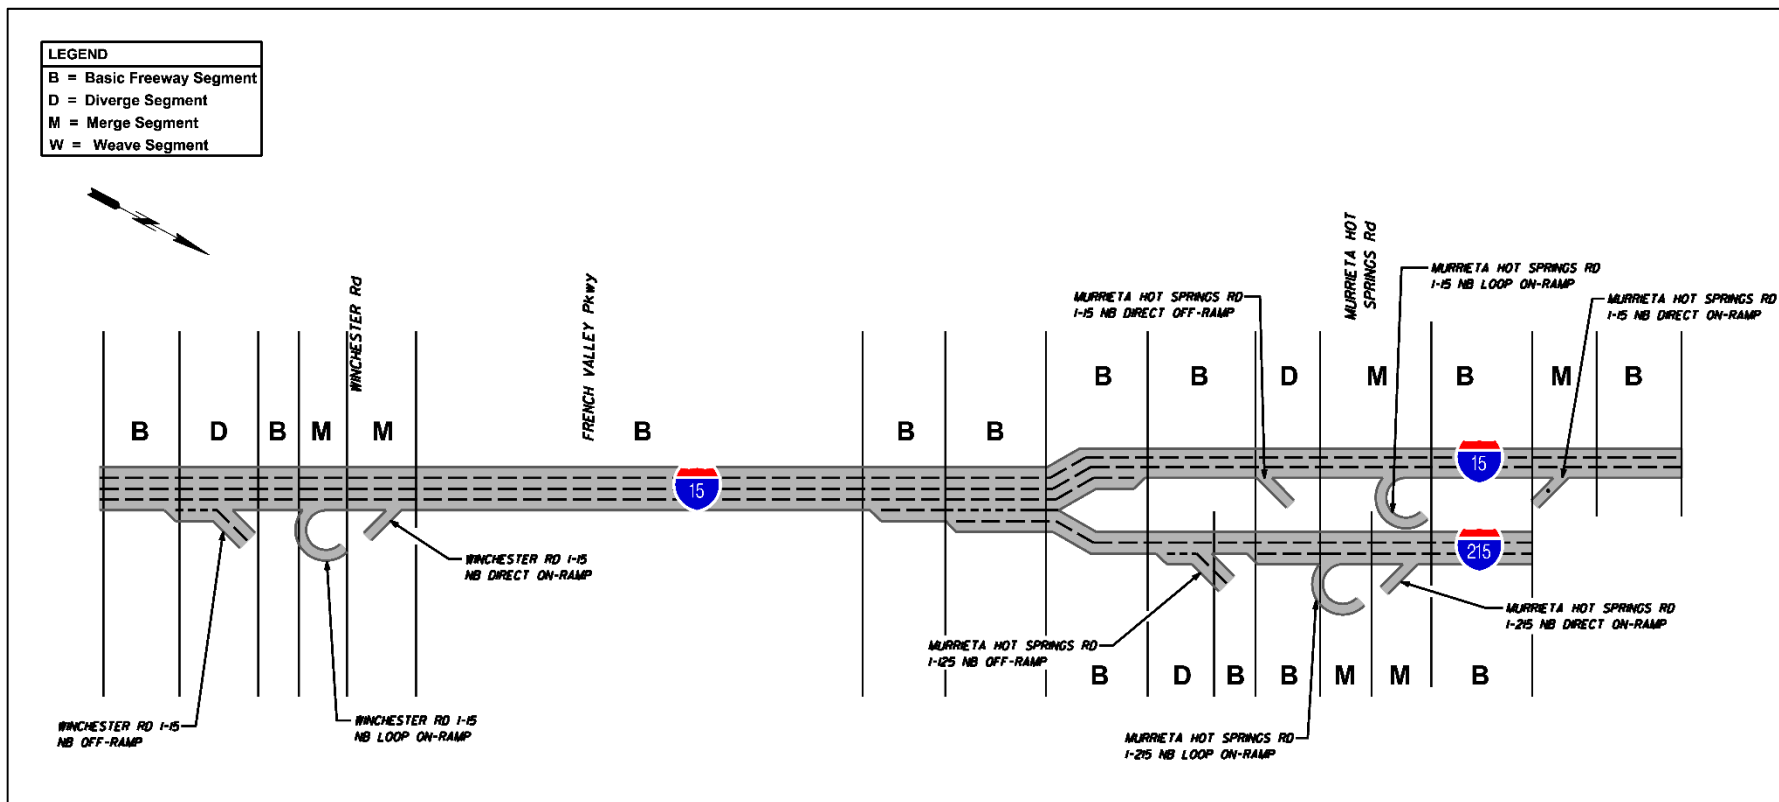 LEGEND
B = Basic Freeway Segment
D = Diverge Segment
M = Merge Segment
W = Weave Segment
WINCHESTER Rd
FRENCH VALLEY PKwy
MURRIETA HOT
SPRINGS Rd
MURRIETA HOT SPRINGS RD
I-15 NB LOOP ON-RAMP
MURRIETA HOT SPRINGS RD
I-15 NB DIRECT OFF-RAMP
MURRIETA HOT SPRINGS RD
I-15 NB DIRECT ON-RAMP
B B D M B M B
B D B M M B B B
15
15
215
WINCHESTER RD I-15
NB DIRECT ON-RAMP
MURRIETA HOT SPRINGS RD
I-215 NB DIRECT ON-RAMP
MURRIETA HOT SPRINGS RD
I-125 NB OFF-RAMP
B D B B M M B
WINCHESTER RD I-15
NB OFF-RAMP
WINCHESTER RD I-15
NB LOOP ON-RAMP
MURRIETA HOT SPRINGS RD
I-215 NB LOOP ON-RAMP